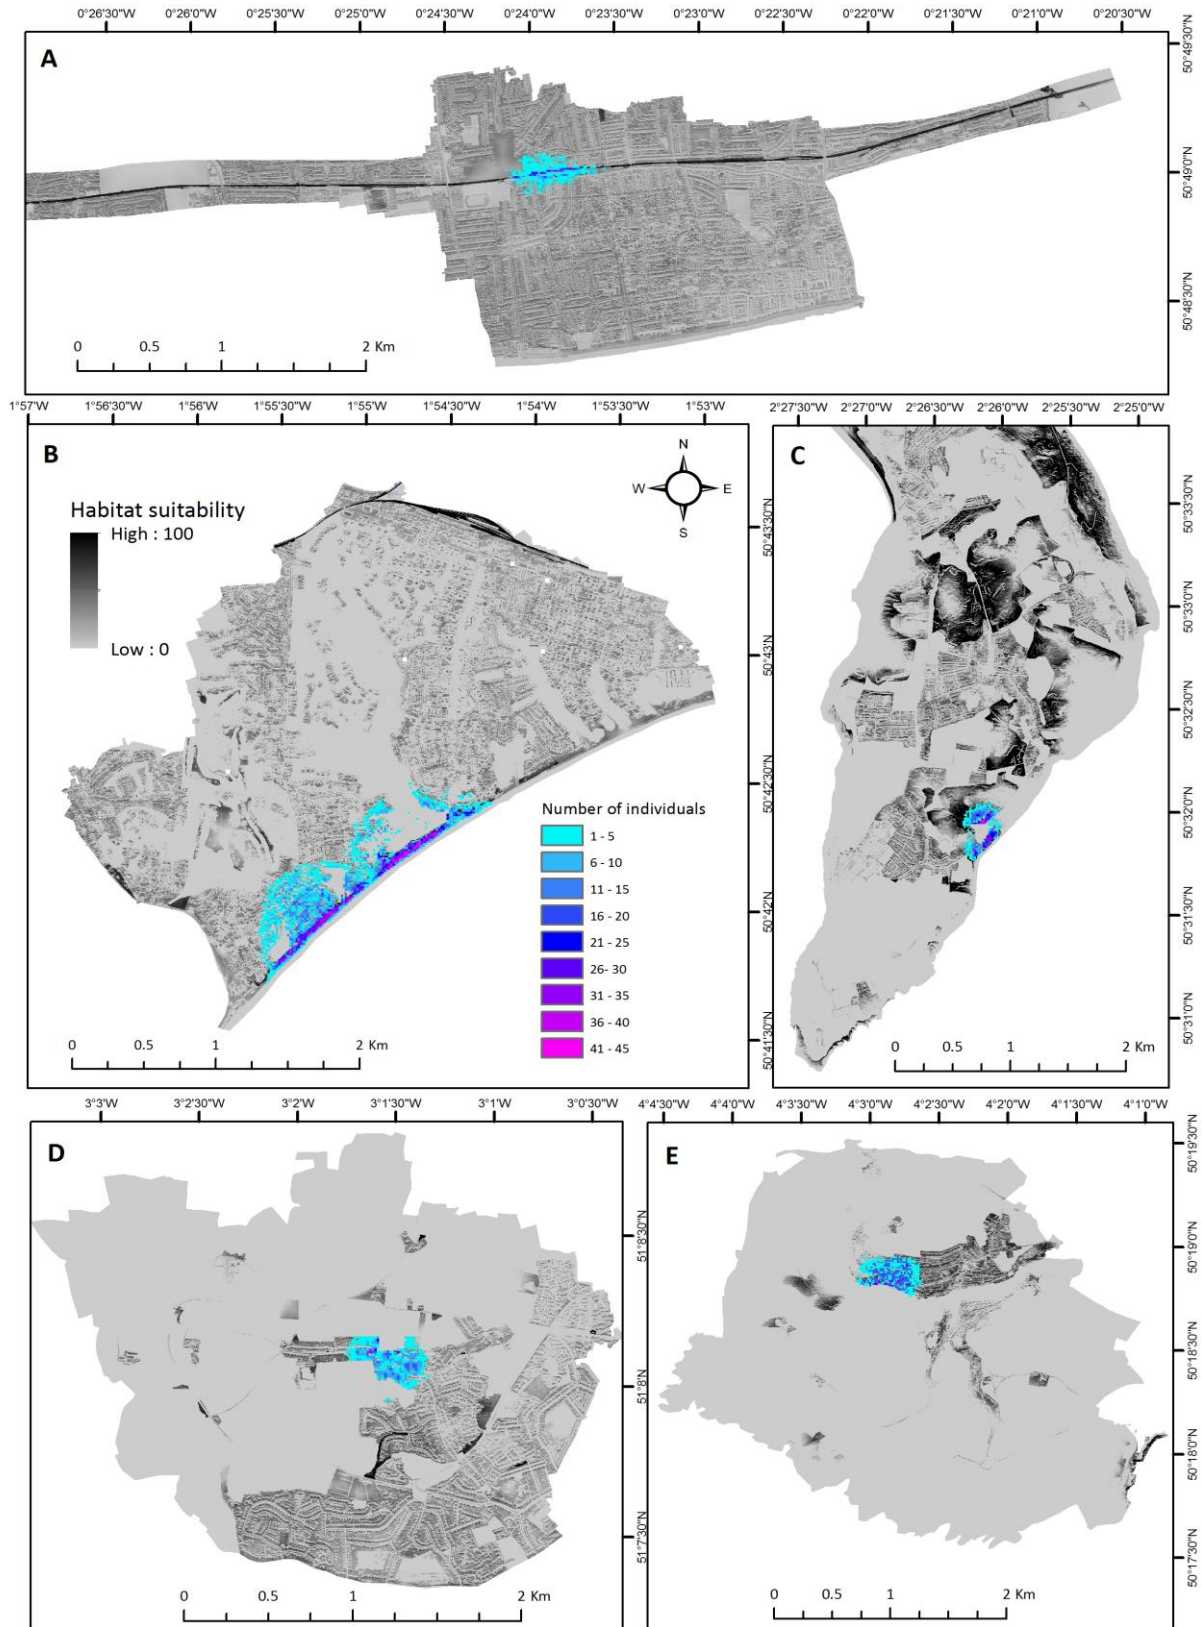 0°26'30"W 0°26'0"W 0°25'30"W 0°25'0"W 0°24'30"W 0°24'0"W 0°23'30"W 0°23'0"W 0°22'30"W 0°22'0"W 0°21'30"W 0°21'0"W 0°20'30"W
A
50°49'30"N
50°49'0"N
50°48'30"N
0 0.5 1 2 Km
1°57'W 1°56'30"W 1°56'W 1°55'30"W 1°55'W 1°54'30"W 1°54'W 1°53'30"W 1°53'W
B
N
W E
S
Habitat suitability
High : 100
Low : 0
Number of individuals
1 - 5
6 - 10
11 - 15
16 - 20
21 - 25
26- 30
31 - 35
36 - 40
41 - 45
50°43'30"N
50°43'N
50°42'30"N
50°42'N
50°41'30"N
0 0.5 1 2 Km
2°27'30"W 2°27'0"W 2°26'30"W 2°26'0"W 2°25'30"W 2°25'0"W
C
50°33'30"N
50°33'0"N
50°32'30"N
50°32'0"N
50°31'30"N
50°31'0"N
0 0.5 1 2 Km
3°3'W 3°2'30"W 3°2'W 3°1'30"W 3°1'W 3°0'30"W
D
51°8'30"N
51°8'N
51°7'30"N
0 0.5 1 2 Km
4°4'30"W 4°4'0"W 4°3'30"W 4°3'0"W 4°2'30"W 4°2'0"W 4°1'30"W 4°1'0"W
E
50°19'30"N
50°19'0"N
50°18'30"N
50°18'0"N
50°17'30"N
0 0.5 1 2 Km